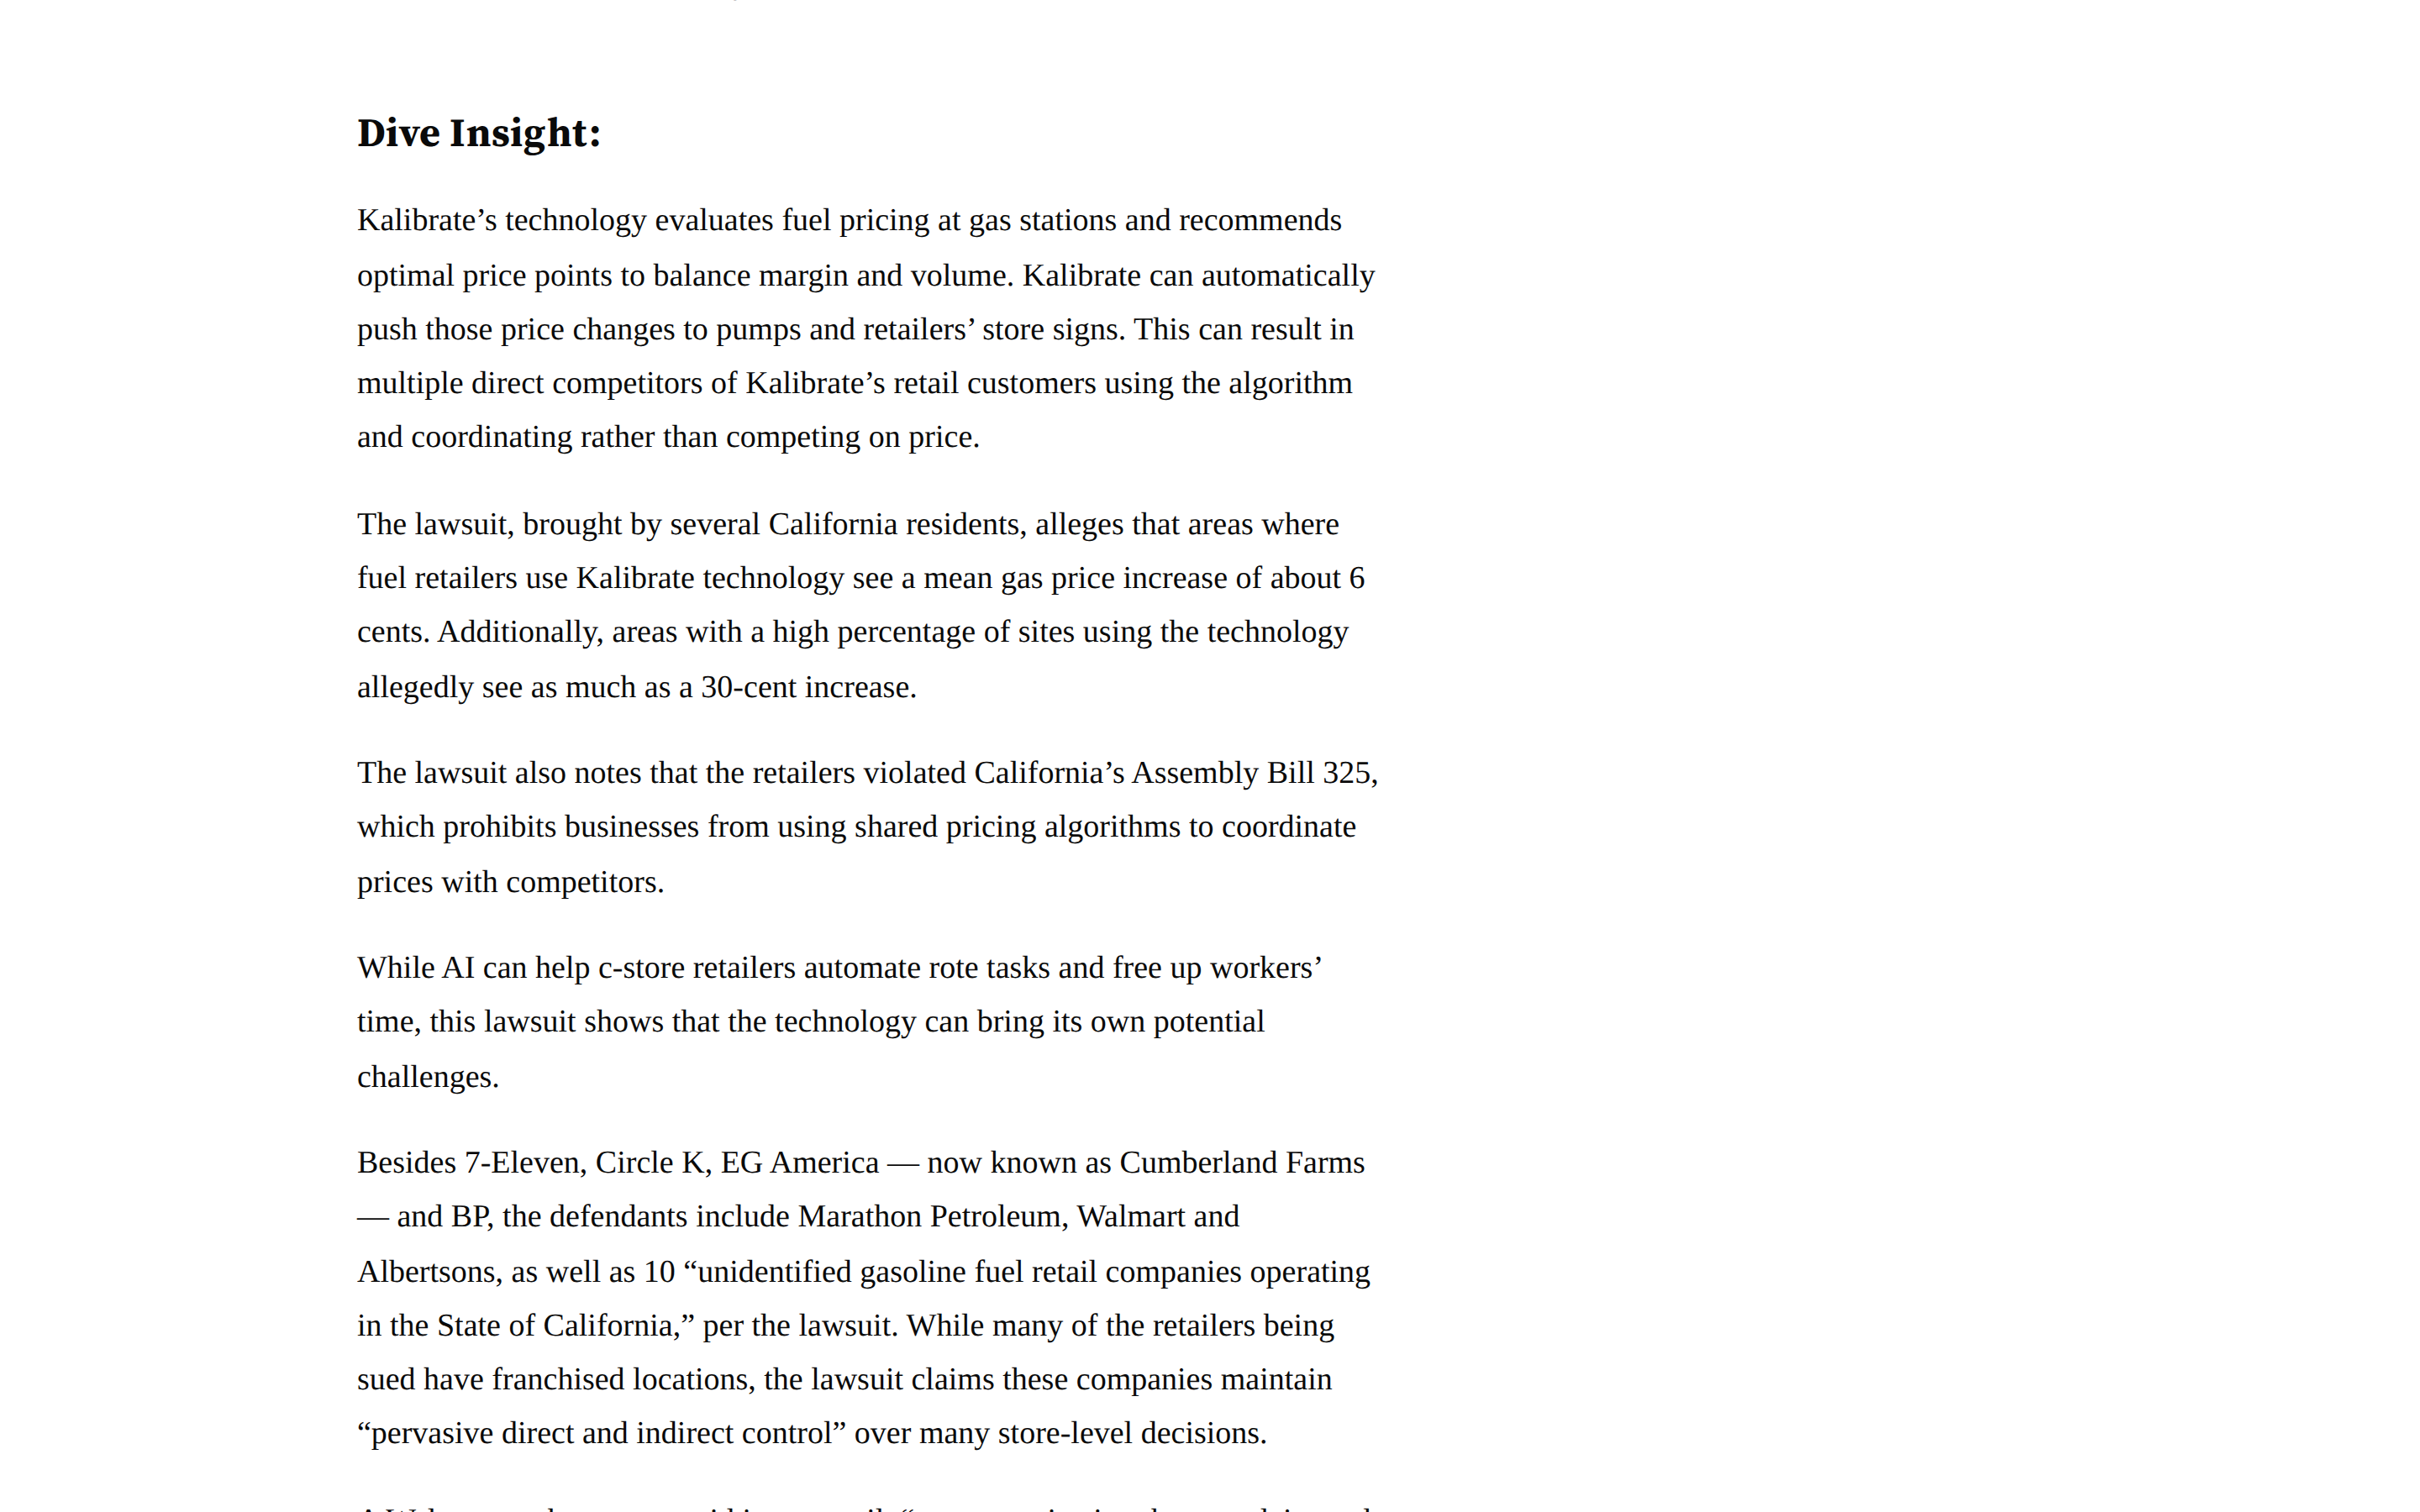 Dive Insight:
Kalibrate’s technology evaluates fuel pricing at gas stations and recommends
optimal price points to balance margin and volume. Kalibrate can automatically
push those price changes to pumps and retailers’ store signs. This can result in
multiple direct competitors of Kalibrate’s retail customers using the algorithm
and coordinating rather than competing on price.
The lawsuit, brought by several California residents, alleges that areas where
fuel retailers use Kalibrate technology see a mean gas price increase of about 6
cents. Additionally, areas with a high percentage of sites using the technology
allegedly see as much as a 30-cent increase.
The lawsuit also notes that the retailers violated California’s Assembly Bill 325,
which prohibits businesses from using shared pricing algorithms to coordinate
prices with competitors.
While AI can help c-store retailers automate rote tasks and free up workers’
time, this lawsuit shows that the technology can bring its own potential
challenges.
Besides 7-Eleven, Circle K, EG America — now known as Cumberland Farms
— and BP, the defendants include Marathon Petroleum, Walmart and
Albertsons, as well as 10 “unidentified gasoline fuel retail companies operating
in the State of California,” per the lawsuit. While many of the retailers being
sued have franchised locations, the lawsuit claims these companies maintain
“pervasive direct and indirect control” over many store-level decisions.